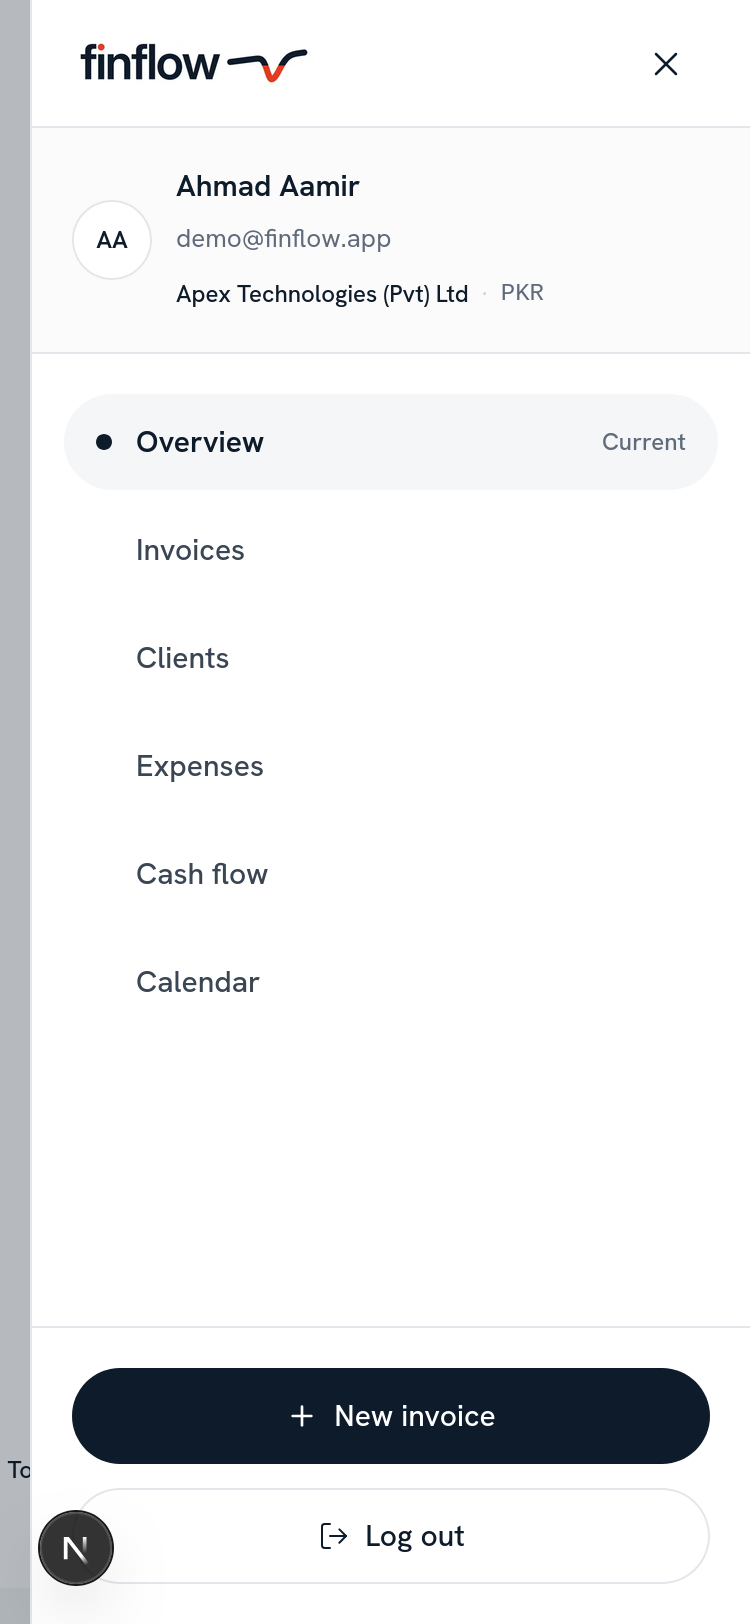 finflow
Ahmad Aamir
AA
demo@finflow.app
Apex Technologies (Pvt) Ltd · PKR
Overview Current
Invoices
Clients
Expenses
Cash flow
Calendar
+ New invoice
To
Log out
N